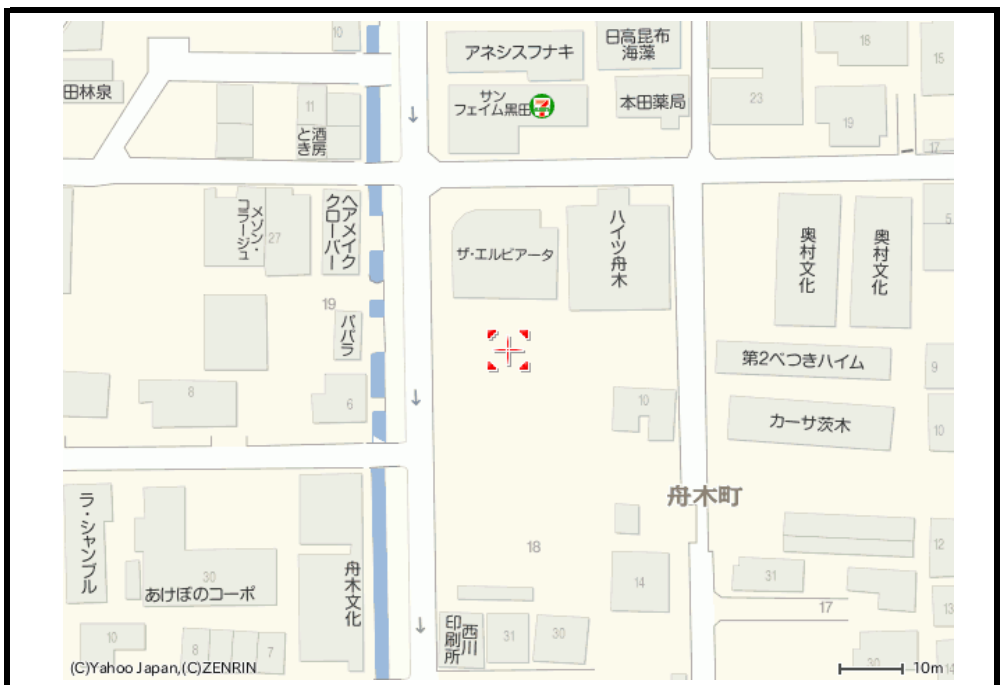 10
アネシスフナキ
日高昆布
海藻
16
15
田林泉
11
サン
フェイム黒田
本田薬局
23
19
酒房
とき
17
メゾン・
コラージュ
27
ヘアメイク
クローバー
ザ・エルビアータ
ハイツ舟木
奥村文化
奥村文化
5
19
パパラ
第2べつきハイム
9
8
6
10
カーサ茨木
10
舟木町
ラ・シャンブル
18
12
30
あけぼのコーポ
舟木文化
14
31
17
13
10
8
7
西川
印刷所
31
30
30
14
(C)Yahoo Japan,(C)ZENRIN
10m